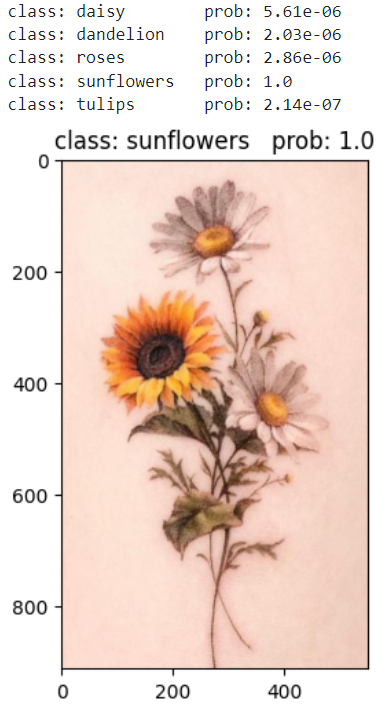 class: daisy prob: 5.61e-06
class: dandelion prob: 2.03e-06
class: roses prob: 2.86e-06
class: sunflowers prob: 1.0
class: tulips prob: 2.14e-07
class: sunflowers prob: 1.0
0
200
400
600
800
0 200 400